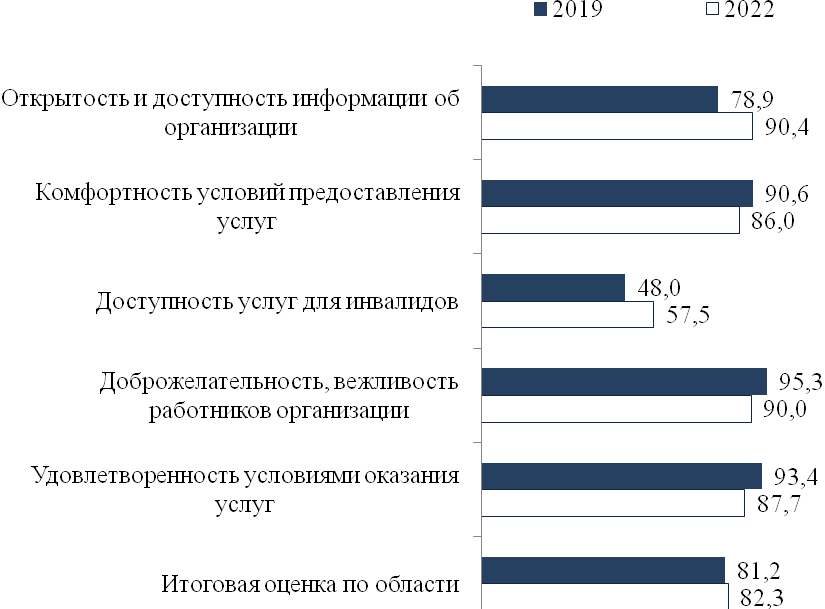 2019 2022
Открытость и доступность информации об
организации
78,9
90,4
Комфортность условий предоставления
услуг
90,6
86,0
Доступность услуг для инвалидов
48,0
57,5
Доброжелательность, вежливость
работников организации
95,3
90,0
Удовлетворенность условиями оказания
услуг
93,4
87,7
Итоговая оценка по области
81,2
82,3